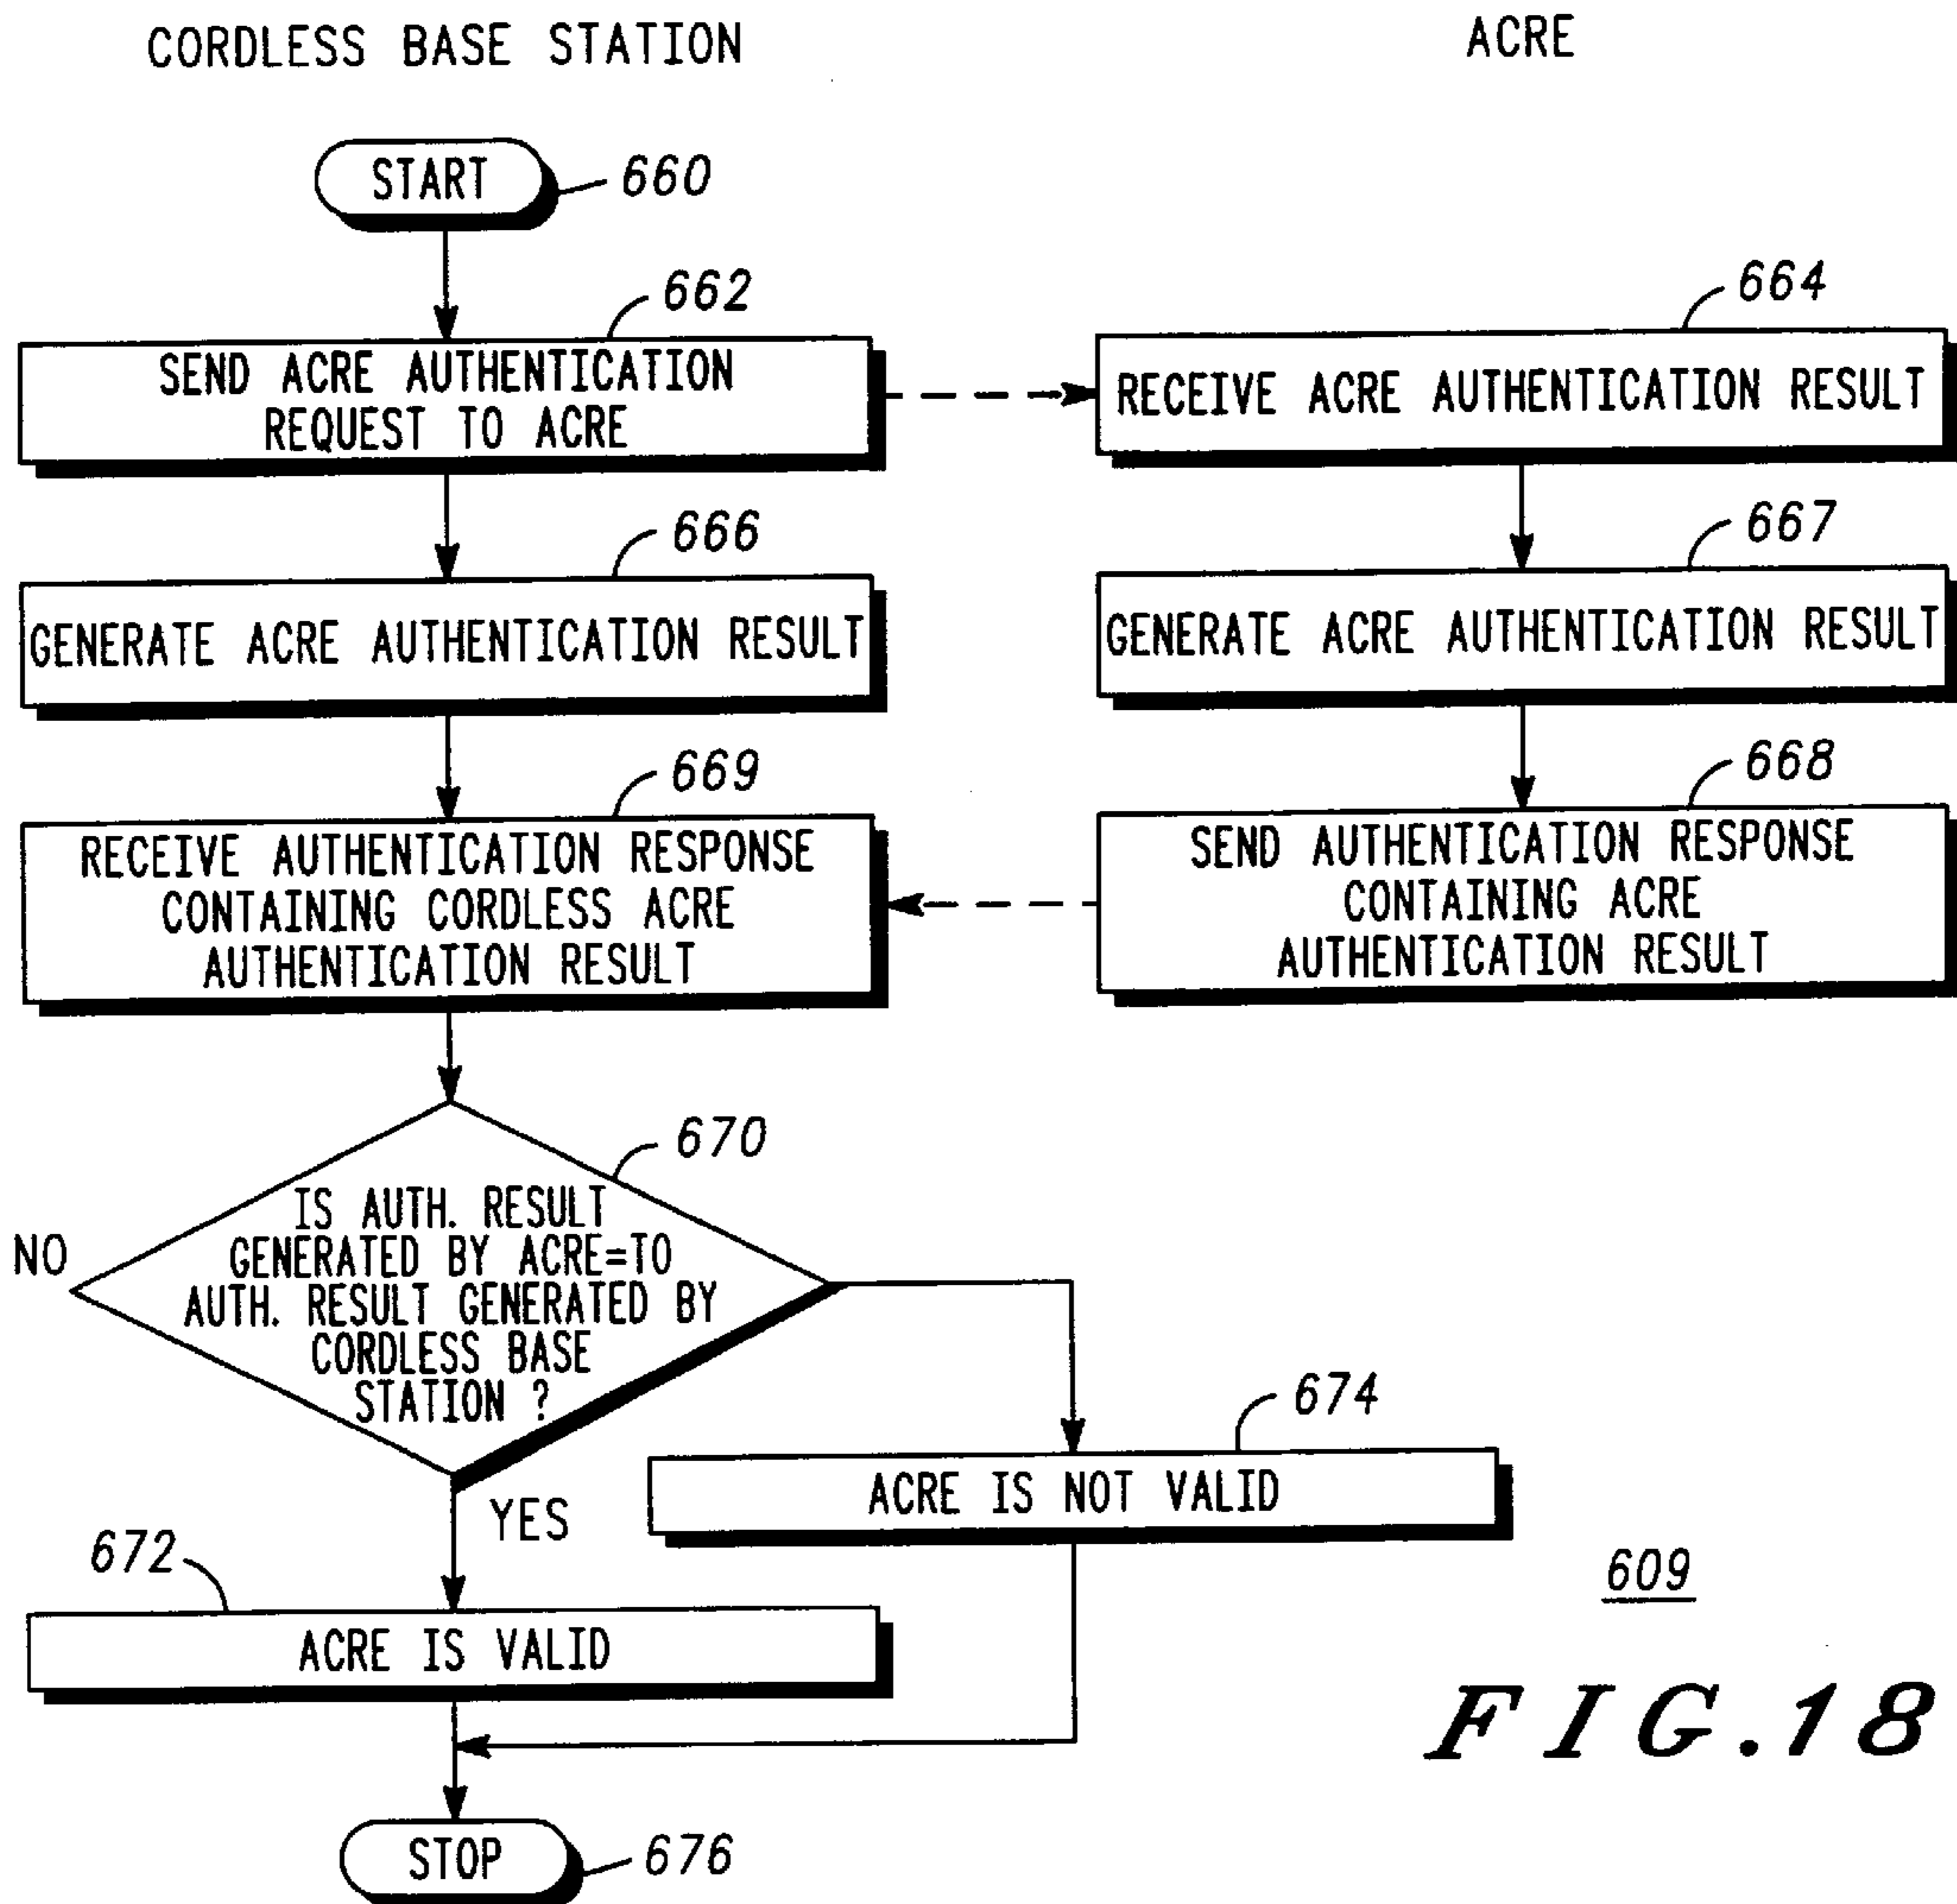 CORDLESS BASE STATION
ACRE
START
660
662
664
SEND ACRE AUTHENTICATION
REQUEST TO ACRE
RECEIVE ACRE AUTHENTICATION RESULT
666
667
GENERATE ACRE AUTHENTICATION RESULT
GENERATE ACRE AUTHENTICATION RESULT
669
668
RECEIVE AUTHENTICATION RESPONSE
CONTAINING CORDLESS ACRE
AUTHENTICATION RESULT
SEND AUTHENTICATION RESPONSE
CONTAINING ACRE
AUTHENTICATION RESULT
670
NO
IS AUTH. RESULT
GENERATED BY ACRE=TO
AUTH. RESULT GENERATED BY
CORDLESS BASE
STATION ?
674
ACRE IS NOT VALID
YES
672
ACRE IS VALID
609
FIG.18
STOP
676